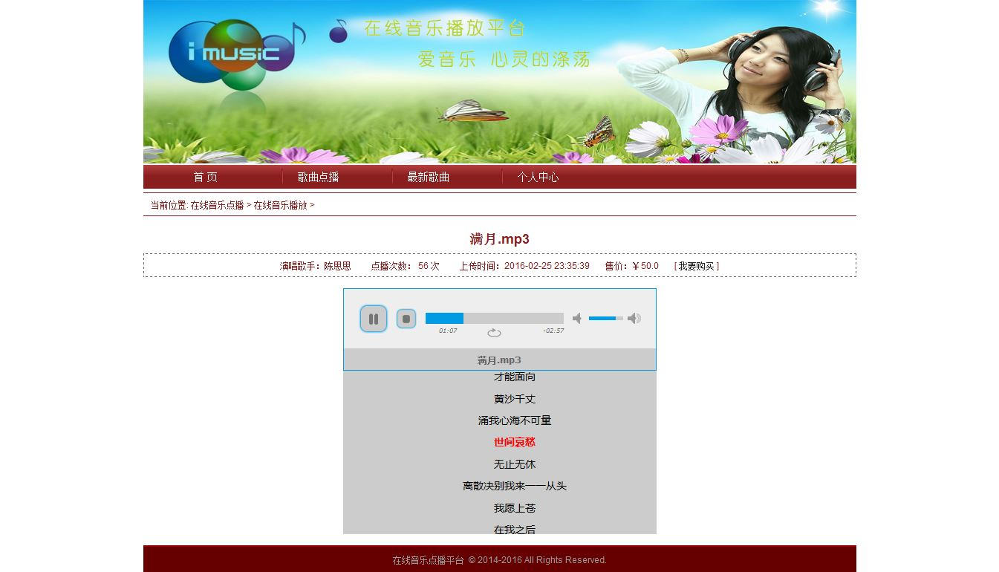 i music
在线音乐播放平台
爱音乐 心灵的涤荡
首 页 歌曲点播 最新歌曲 个人中心
当前位置: 在线音乐点播 > 在线音乐播放 >
满月.mp3
演唱歌手：陈思思 点播次数： 56 次 上传时间：2016-02-25 23:35:39 售价：￥50.0 [ 我要购买 ]
01:07 -02:57
满月.mp3
才能面向
黄沙千丈
涌我心海不可量
世间哀愁
无止无休
离散决别我来一一从头
我愿上苍
在我之后
在线音乐点播平台 © 2014-2016 All Rights Reserved.